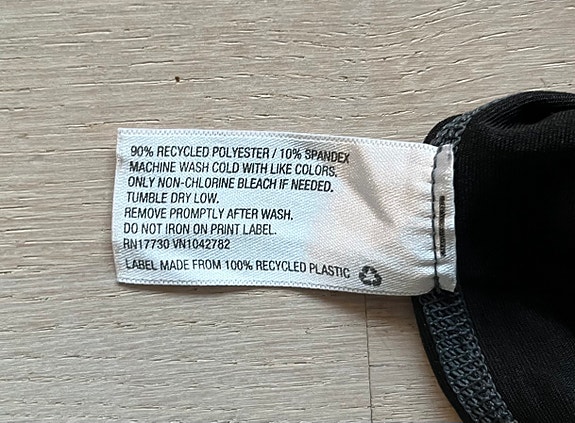 90% RECYCLED POLYESTER / 10% SPANDEX
MACHINE WASH COLD WITH LIKE COLORS.
ONLY NON-CHLORINE BLEACH IF NEEDED.
TUMBLE DRY LOW.
REMOVE PROMPTLY AFTER WASH.
DO NOT IRON ON PRINT LABEL.
RN17730 VN1042782
LABEL MADE FROM 100% RECYCLED PLASTIC